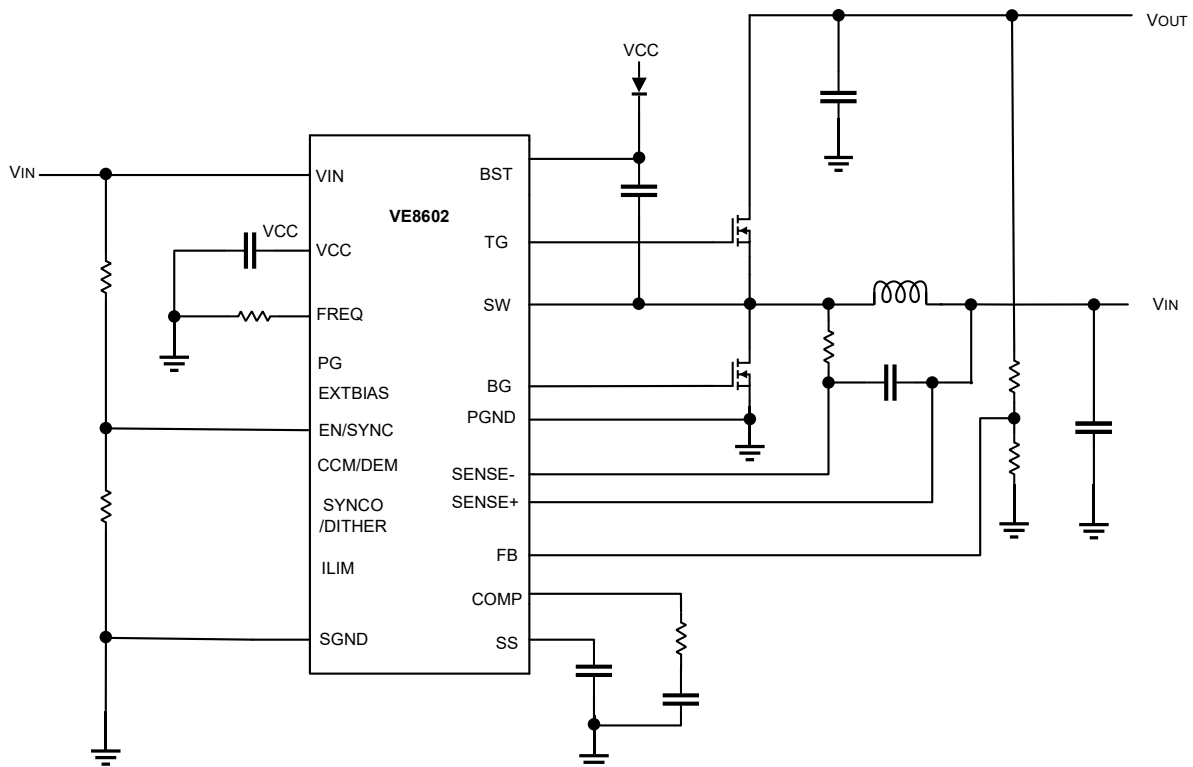 VOUT
VCC
VIN
VIN
BST
VE8602
VCC
VCC
TG
SW
VIN
FREQ
PG
EXTBIAS
BG
PGND
EN/SYNC
CCM/DEM
SENSE-
SENSE+
SYNCO
/DITHER
FB
ILIM
COMP
SGND
SS